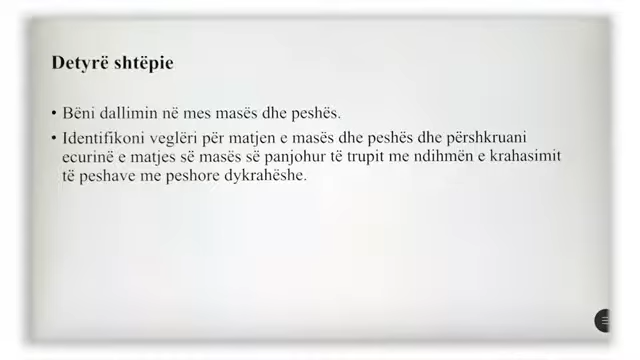 Detyrë shtëpie
• Bëni dallimin në mes masës dhe peshës.
• Identifikoni veglëri për matjen e masës dhe peshës dhe përshkruani
ecurinë e matjes së masës së panjohur të trupit me ndihmën e krahasimit
të peshave me peshore dykrahëshe.